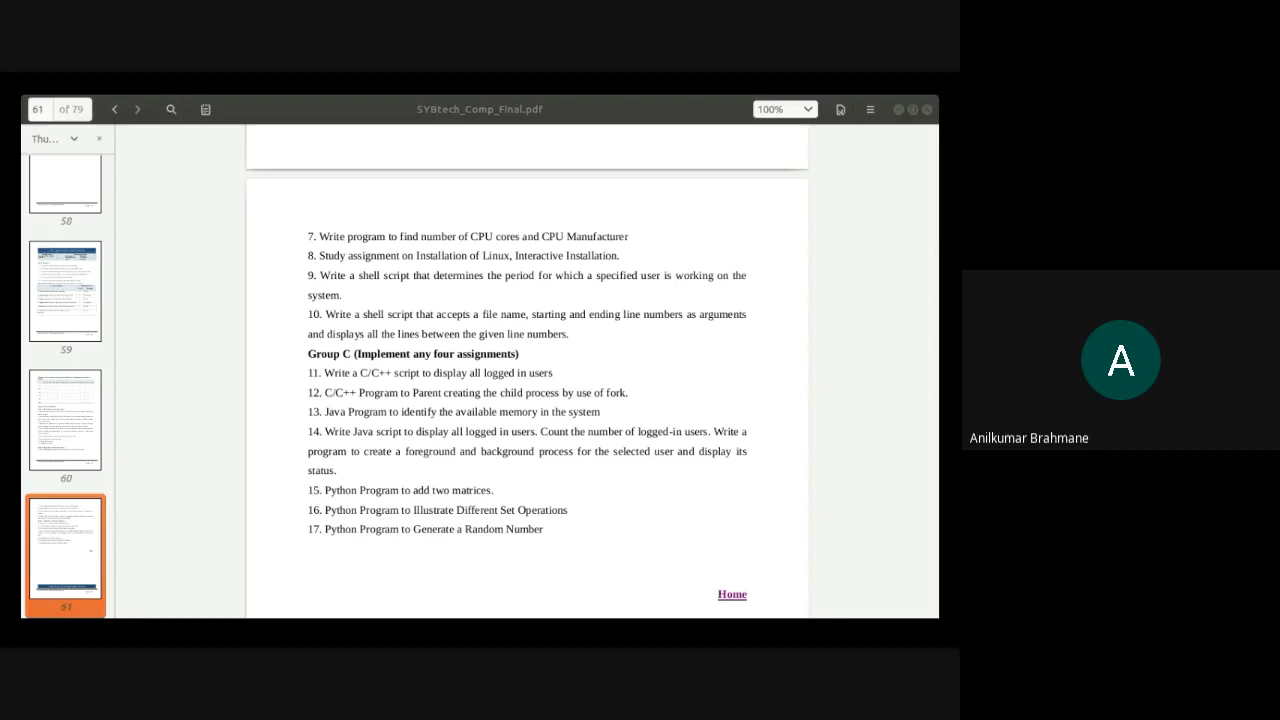 61 of 79
SYBtech_Comp_Final.pdf
100%
Thu...
58
59
60
61
7. Write program to find number of CPU cores and CPU Manufacturer
8. Study assignment on Installation of Linux, Interactive Installation.
9. Write a shell script that determines the period for which a specified user is working on the
system.
10. Write a shell script that accepts a file name, starting and ending line numbers as arguments
and displays all the lines between the given line numbers.
Group C (Implement any four assignments)
11. Write a C/C++ script to display all logged in users
12. C/C++ Program to Parent creating the child process by use of fork.
13. Java Program to identify the available memory in the system
14. Write Java script to display all logged in users. Count the number of logged-in users. Write a
program to create a foreground and background process for the selected user and display its
status.
15. Python Program to add two matrices.
16. Python Program to Illustrate Different Set Operations
17. Python Program to Generate a Random Number
Home
A
Anilkumar Brahmane